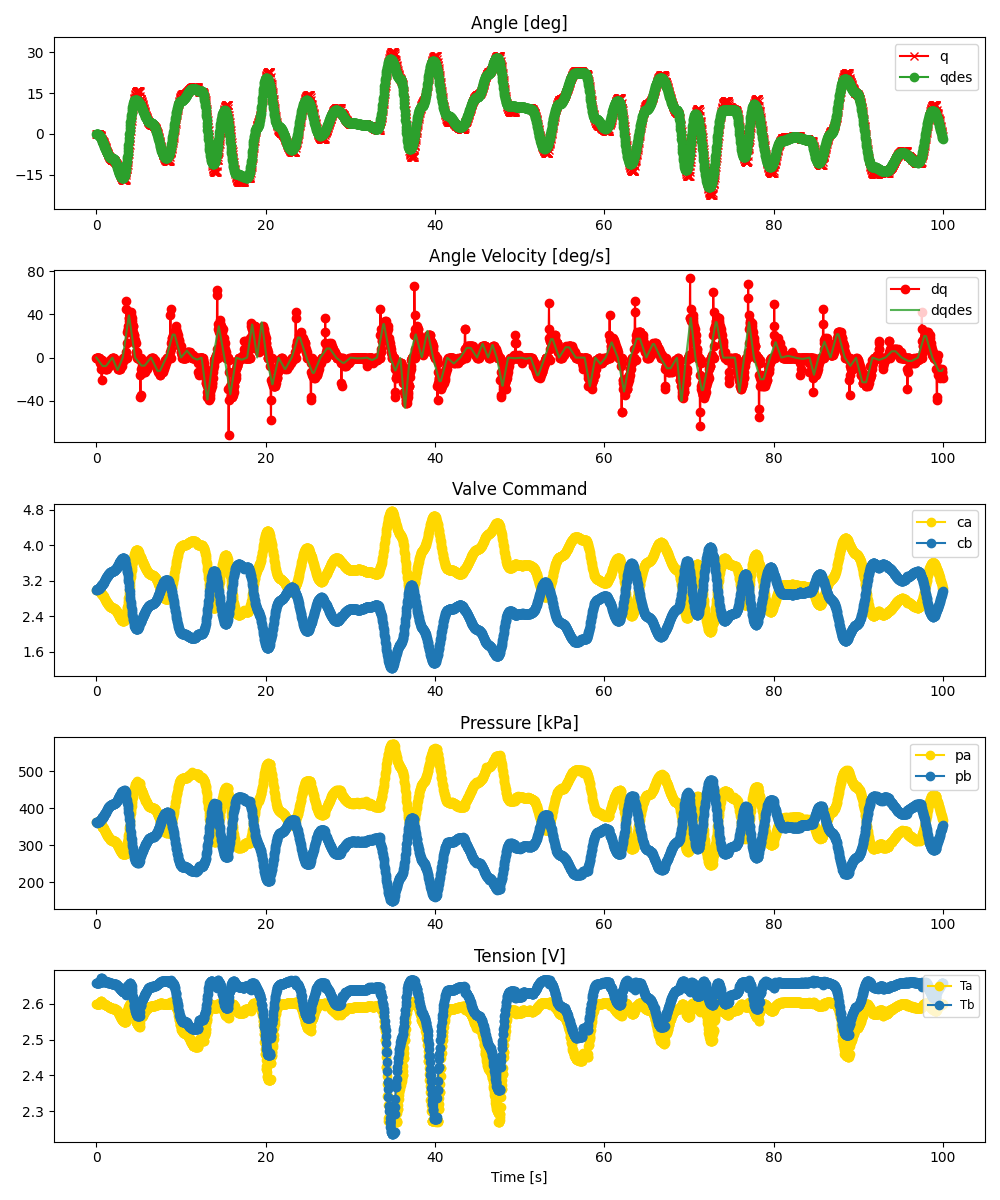 Angle [deg]
30
15
0
−15
q
qdes
0 20 40 60 80 100
Angle Velocity [deg/s]
80
40
0
−40
dq
dqdes
0 20 40 60 80 100
Valve Command
4.8
4.0
3.2
2.4
1.6
ca
cb
0 20 40 60 80 100
Pressure [kPa]
500
400
300
200
pa
pb
0 20 40 60 80 100
Tension [V]
2.6
2.5
2.4
2.3
Ta
Tb
0 20 40 60 80 100
Time [s]